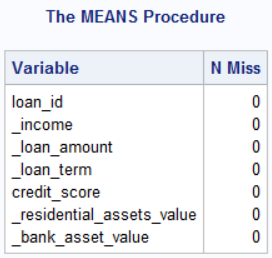 The MEANS Procedure
Variable N Miss
loan_id 0
_income 0
_loan_amount 0
_loan_term 0
credit_score 0
_residential_assets_value 0
_bank_asset_value 0